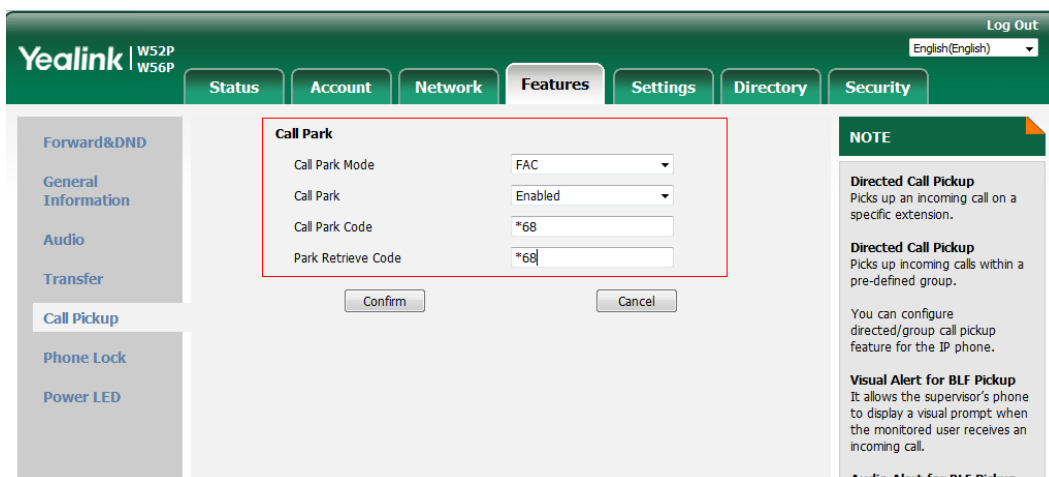 Log Out
Yealink | W52P
W56P
English(English)
Status Account Network Features Settings Directory Security
Forward&DND
General
Information
Audio
Transfer
Call Pickup
Phone Lock
Power LED
Call Park
Call Park Mode FAC
Call Park Enabled
Call Park Code *68
Park Retrieve Code *68
Confirm Cancel
NOTE
Directed Call Pickup
Picks up an incoming call on a
specific extension.
Directed Call Pickup
Picks up incoming calls within a
pre-defined group.
You can configure
directed/group call pickup
feature for the IP phone.
Visual Alert for BLF Pickup
It allows the supervisor's phone
to display a visual prompt when
the monitored user receives an
incoming call.
Audio Alert for BLF Pickup